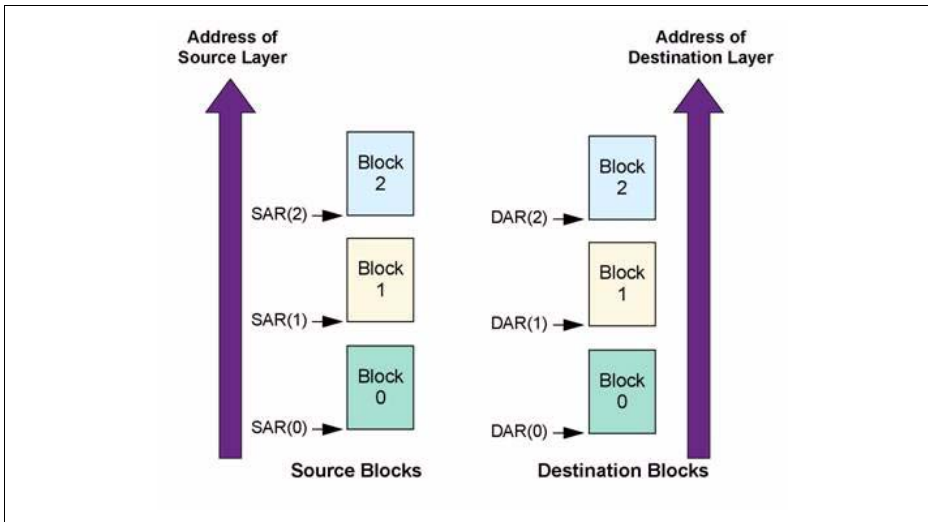 Address of
Source Layer
Address of
Destination Layer
Block
2
SAR(2)
Block
2
DAR(2)
Block
1
SAR(1)
Block
1
DAR(1)
Block
0
SAR(0)
Block
0
DAR(0)
Source Blocks
Destination Blocks